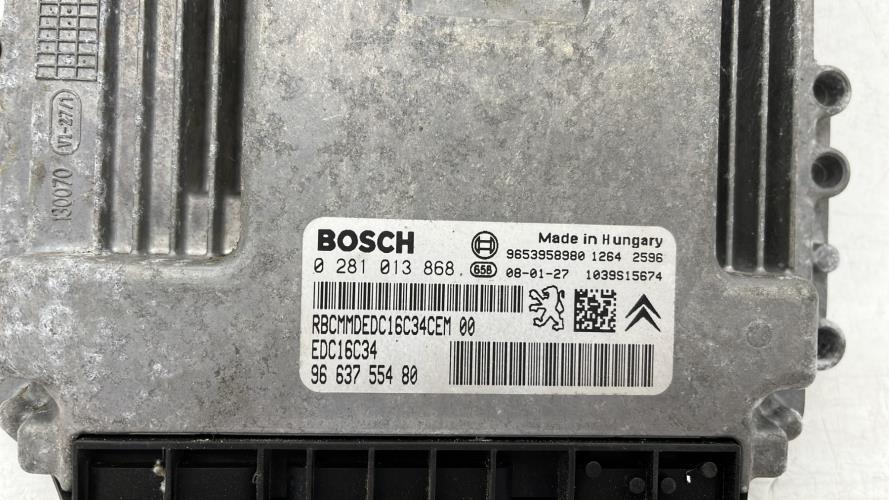 130070 V1-27/1
BOSCH
Made in Hungary
9653958980 1264 2596
0 281 013 868. 658 08-01-27 1039S15674
RBCMMDEDC16C34CEM 00
EDC16C34
96 637 554 80